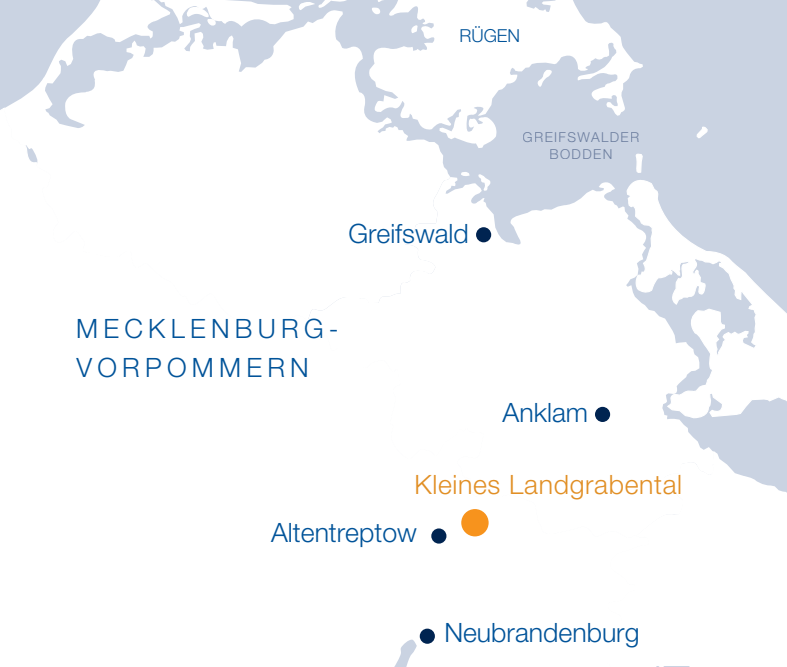 RÜGEN
GREIFSWALDER
BODDEN
Greifswald
MECKLENBURG-
VORPOMMERN
Anklam
Kleines Landgrabental
Altentreptow
Neubrandenburg